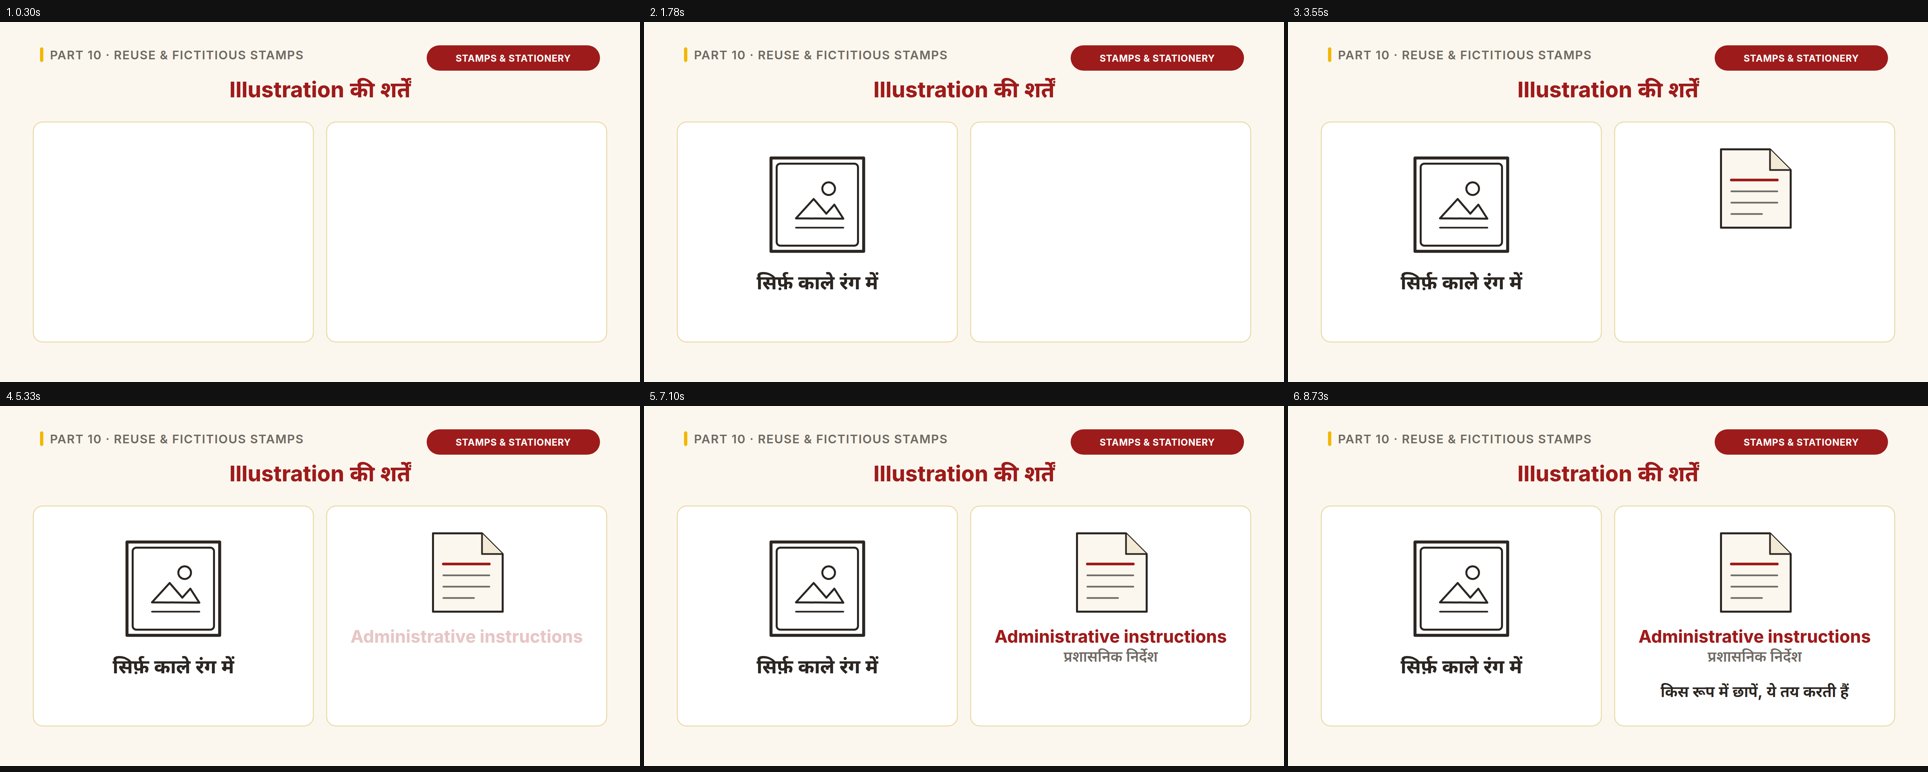 1. 0.30s
PART 10 · REUSE & FICTITIOUS STAMPS
STAMPS & STATIONERY
Illustration की शर्तें
2. 1.78s
PART 10 · REUSE & FICTITIOUS STAMPS
STAMPS & STATIONERY
Illustration की शर्तें
सिर्फ़ काले रंग में
3. 3.55s
PART 10 · REUSE & FICTITIOUS STAMPS
STAMPS & STATIONERY
Illustration की शर्तें
सिर्फ़ काले रंग में
4. 5.33s
PART 10 · REUSE & FICTITIOUS STAMPS
STAMPS & STATIONERY
Illustration की शर्तें
सिर्फ़ काले रंग में
Administrative instructions
5. 7.10s
PART 10 · REUSE & FICTITIOUS STAMPS
STAMPS & STATIONERY
Illustration की शर्तें
सिर्फ़ काले रंग में
Administrative instructions
प्रशासनिक निर्देश
6. 8.73s
PART 10 · REUSE & FICTITIOUS STAMPS
STAMPS & STATIONERY
Illustration की शर्तें
सिर्फ़ काले रंग में
Administrative instructions
प्रशासनिक निर्देश
किस रूप में छापें, ये तय करती हैं